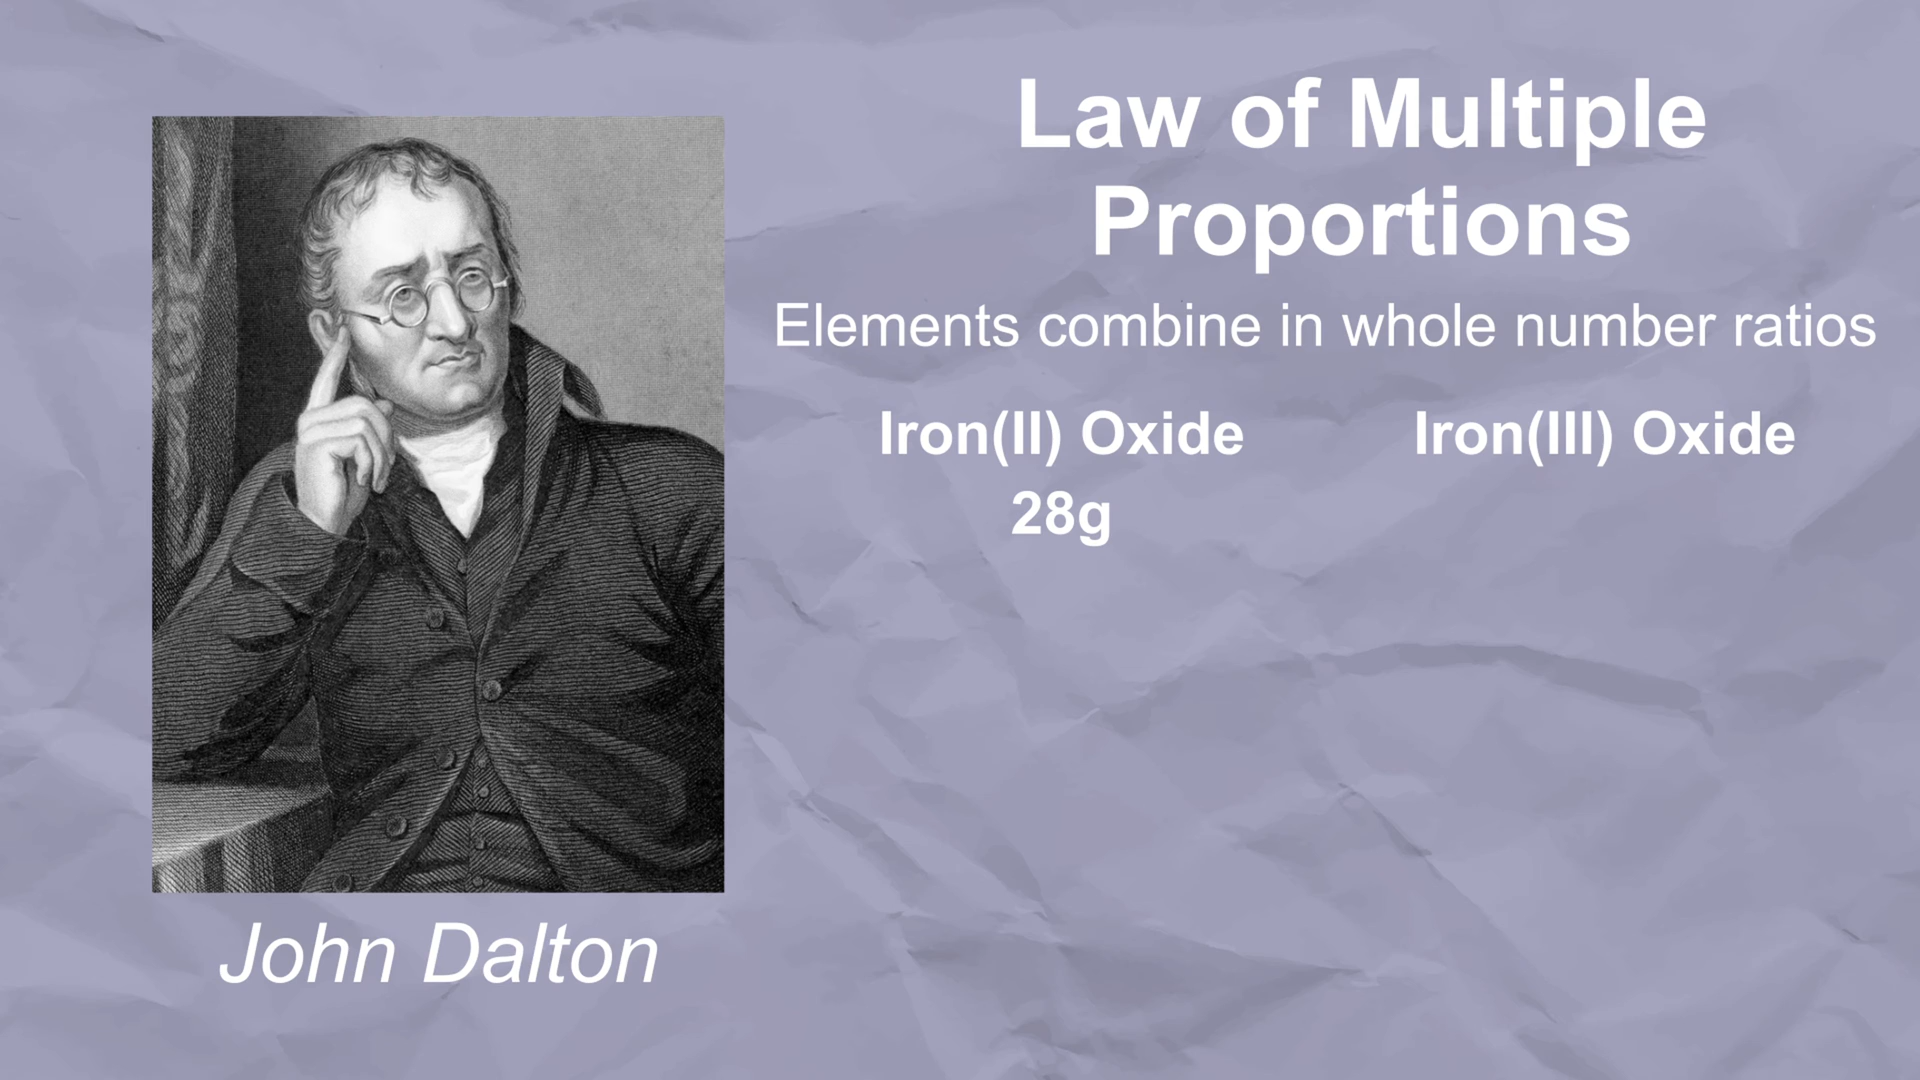 Law of Multiple
Proportions
Elements combine in whole number ratios
Iron(II) Oxide
Iron(III) Oxide
28g
John Dalton